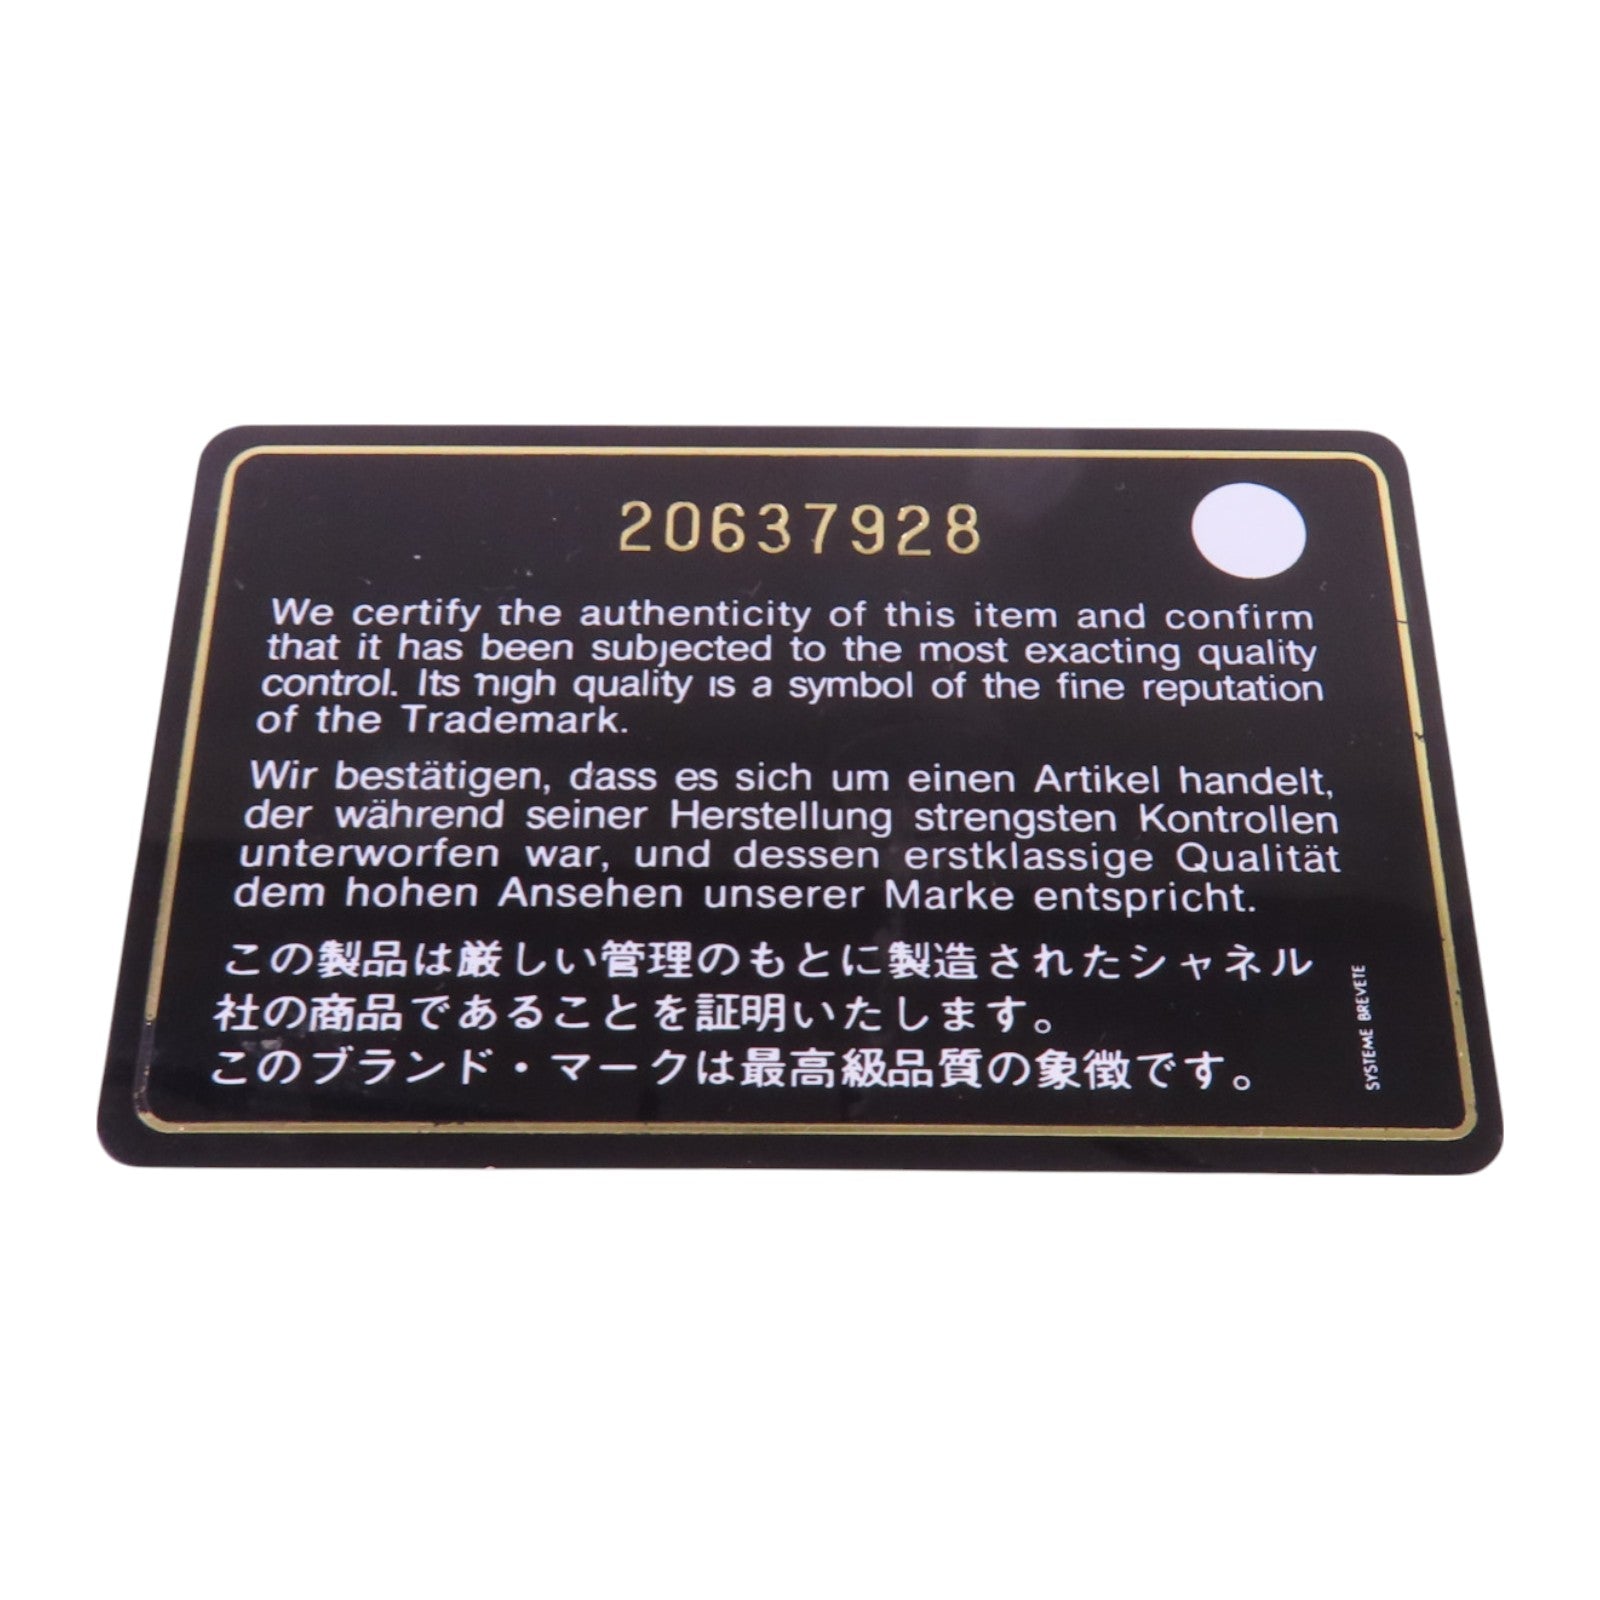 20637928
We certify the authenticity of this item and confirm
that it has been subjected to the most exacting quality
control. Its high quality is a symbol of the fine reputation
of the Trademark.
Wir bestätigen, dass es sich um einen Artikel handelt,
der während seiner Herstellung strengsten Kontrollen
unterworfen war, und dessen erstklassige Qualität
dem hohen Ansehen unserer Marke entspricht.
この製品は厳しい管理のもとに製造されたシャネル
社の商品であることを証明いたします。
このブランド・マークは最高級品質の象徴です。
SYSTEME BREVETE